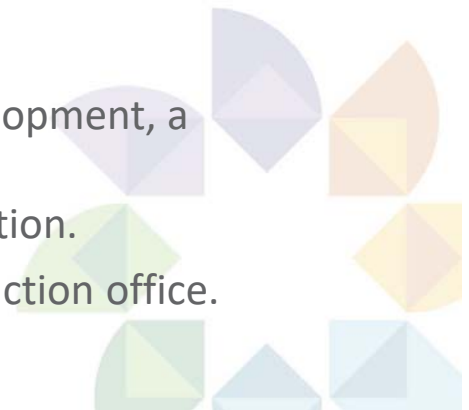 opment, a
tion.
ction office.